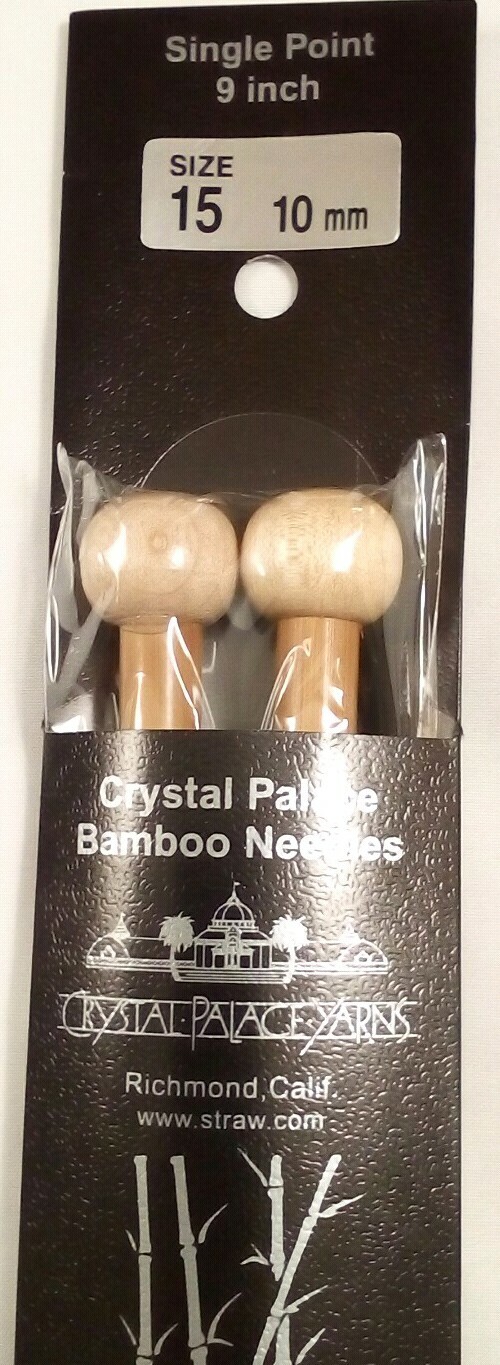 Single Point
9 inch
SIZE
15 10 mm
Crystal Palace
Bamboo Needles
CRYSTAL·PALACE·YARNS
Richmond,Calif.
www.straw.com